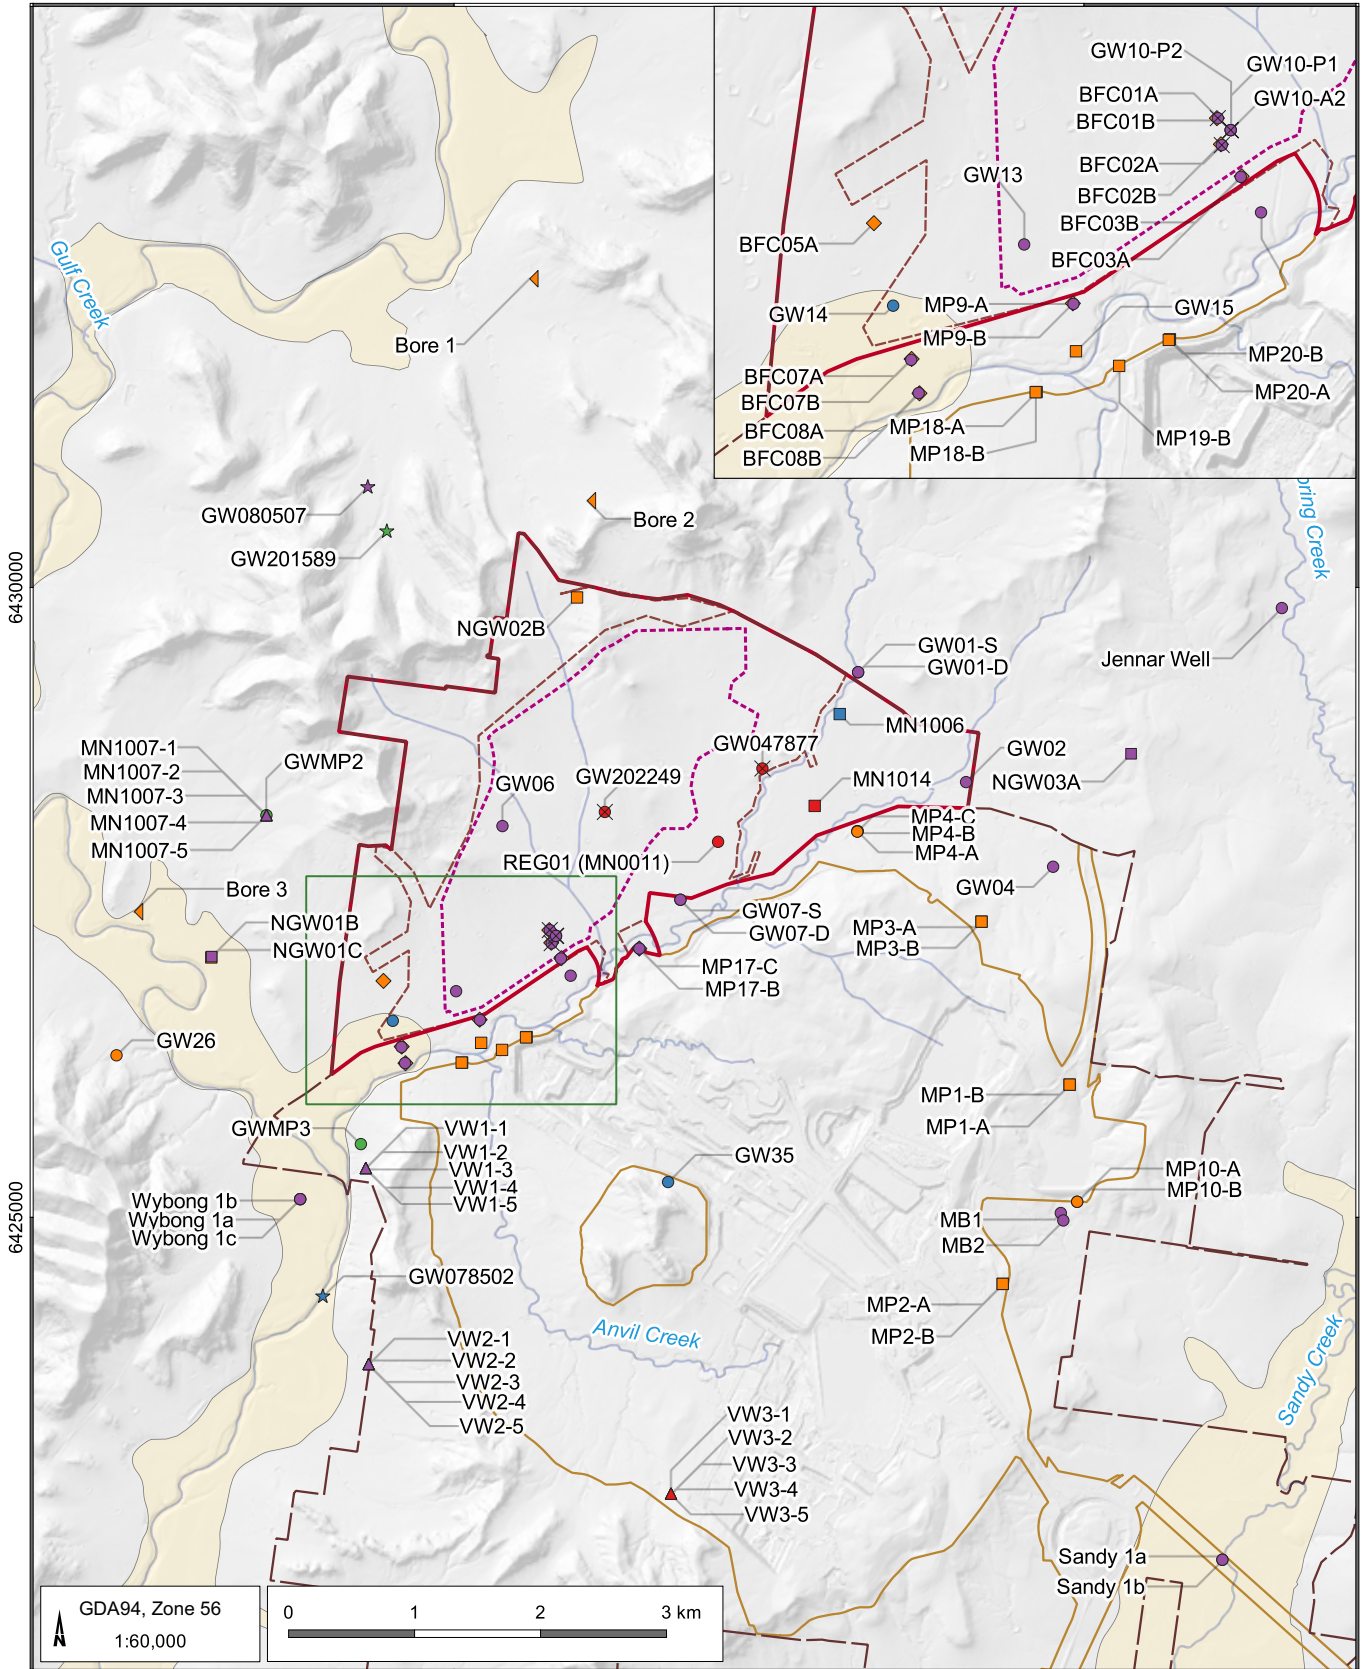 GW10-P2
GW10-P1
BFC01A
GW10-A2
BFC01B
BFC02A
GW13
BFC02B
BFC03B
BFC05A
BFC03A
MP9-A
GW15
GW14
MP9-B
MP20-B
BFC07A
MP20-A
BFC07B
MP18-A
BFC08A
MP19-B
MP18-B
BFC08B
Gulf Creek
Bore 1
GW080507
Bore 2
GW201589
pring Creek
6430000
NGW02B
GW01-S
Jennar Well
GW01-D
MN1006
MN1007-1
GW047877
GW02
GWMP2
MN1007-2
GW202249
MN1014
NGW03A
GW06
MN1007-3
MP4-C
MN1007-4
MP4-B
MN1007-5
MP4-A
REG01 (MN0011)
Bore 3
GW04
GW07-S
NGW01B
MP3-A
GW07-D
NGW01C
MP3-B
MP17-C
MP17-B
GW26
MP1-B
GWMP3
VW1-1
MP1-A
VW1-2
GW35
VW1-3
MP10-A
VW1-4
MP10-B
Wybong 1b
VW1-5
Wybong 1a
MB1
Wybong 1c
MB2
6425000
GW078502
MP2-A
Anvil Creek
VW2-1
MP2-B
VW2-2
Sandy Creek
VW2-3
VW2-4
VW3-1
VW2-5
VW3-2
VW3-3
VW3-4
VW3-5
Sandy 1a
Sandy 1b
GDA94, Zone 56
1:60,000
N
0 1 2 3 km